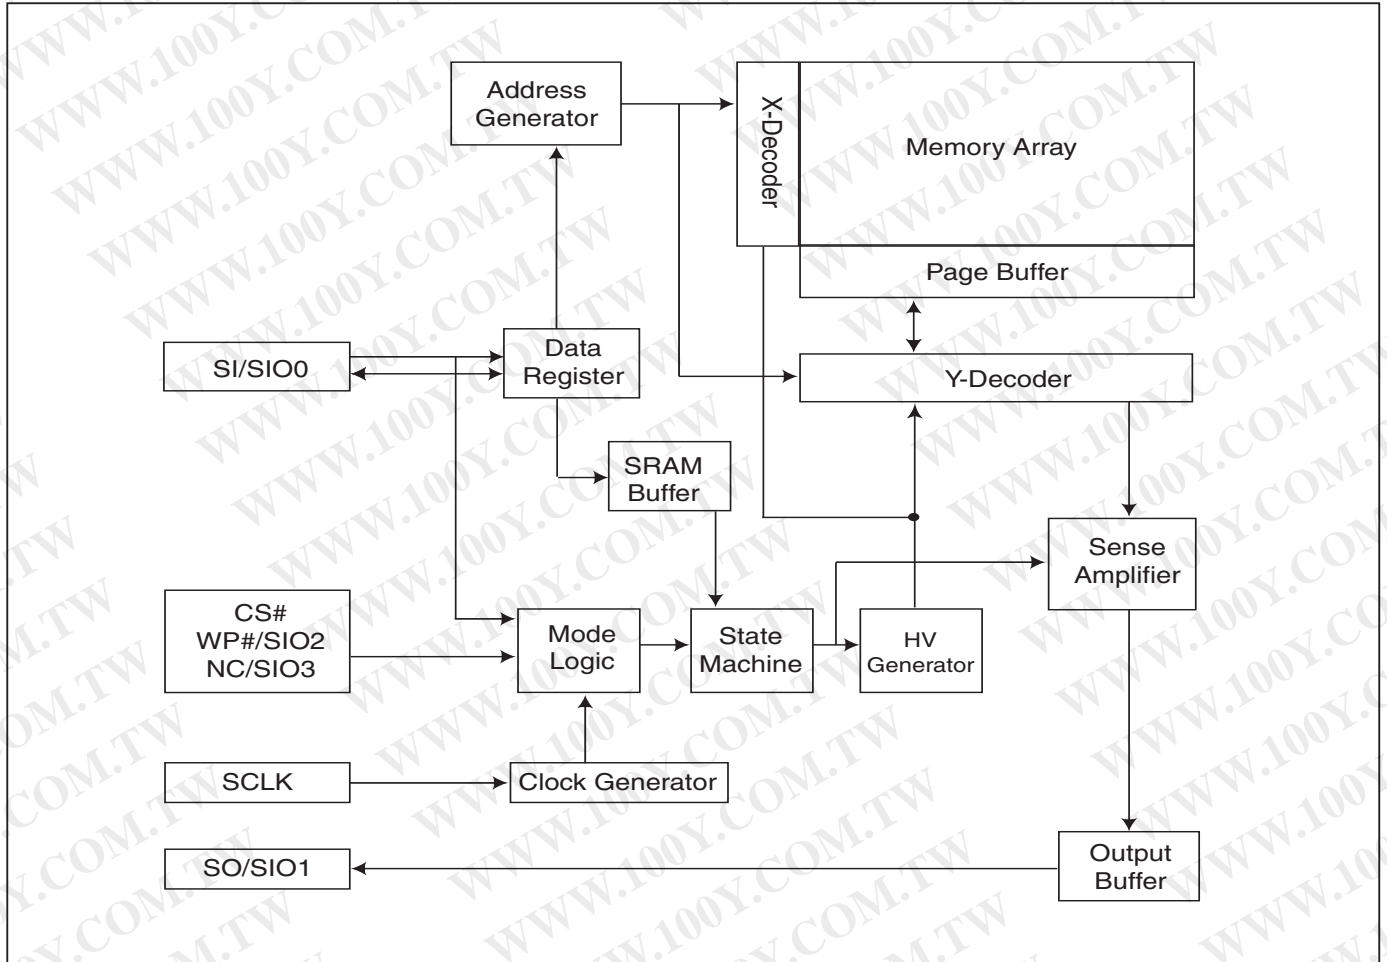 Address
Generator
X-Decoder
Memory Array
Page Buffer
SI/SIO0
Data
Register
Y-Decoder
SRAM
Buffer
Sense
Amplifier
CS#
WP#/SIO2
NC/SIO3
Mode
Logic
State
Machine
HV
Generator
SCLK
Clock Generator
SO/SIO1
Output
Buffer
WWW.100Y.COM.TW